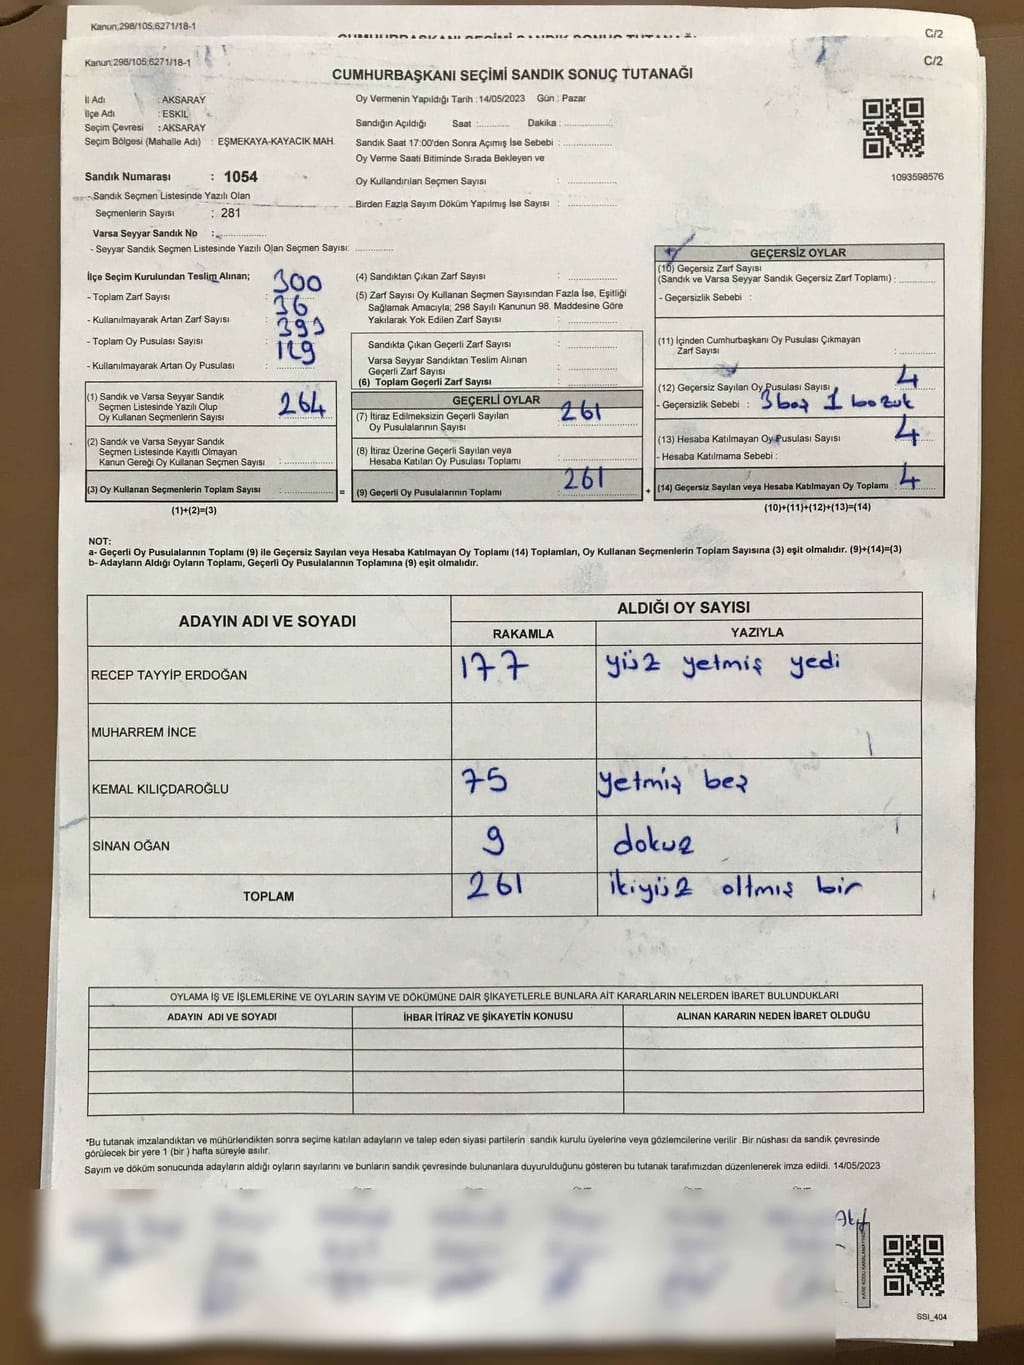 Kanun;298/105;6271/18-1
C/2
Kanun;298/105;6271/18-1
C/2
CUMHURBAŞKANI SEÇİMİ SANDIK SONUÇ TUTANAĞI
İl Adı : AKSARAY
İlçe Adı : ESKİL
Seçim Çevresi : AKSARAY
Seçim Bölgesi (Mahalle Adı) : EŞMEKAYA-KAYACIK MAH.
Oy Vermenin Yapıldığı Tarih : 14/05/2023 Gün : Pazar
Sandığın Açıldığı Saat :........... Dakika :................
Sandık Saat 17:00'den Sonra Açımış İse Sebebi :................
Oy Verme Saati Bitiminde Sırada Bekleyen ve
Oy Kullandırılan Seçmen Sayısı :................
Birden Fazla Sayım Döküm Yapılmış İse Sayısı :................
1093598576
Sandık Numarası : 1054
- Sandık Seçmen Listesinde Yazılı Olan
Seçmenlerin Sayısı : 281
Varsa Seyyar Sandık No :................
- Seyyar Sandık Seçmen Listesinde Yazılı Olan Seçmen Sayısı: ............
İlçe Seçim Kurulundan Teslim Alınan;
- Toplam Zarf Sayısı : 300
- Kullanılmayarak Artan Zarf Sayısı : 36
- Toplam Oy Pusulası Sayısı : 393
- Kullanılmayarak Artan Oy Pusulası : 129
(1) Sandık ve Varsa Seyyar Sandık
Seçmen Listesinde Yazılı Olup
Oy Kullanan Seçmenlerin Sayısı : 264
(2) Sandık ve Varsa Seyyar Sandık
Seçmen Listesinde Kayıtlı Olmayan
Kanun Gereği Oy Kullanan Seçmen Sayısı :................
(3) Oy Kullanan Seçmenlerin Toplam Sayısı :................
(1)+(2)=(3)
=
(4) Sandıktan Çıkan Zarf Sayısı :................
(5) Zarf Sayısı Oy Kullanan Seçmen Sayısından Fazla İse, Eşitliği
Sağlamak Amacıyla; 298 Sayılı Kanunun 98. Maddesine Göre
Yakılarak Yok Edilen Zarf Sayısı :................
Sandıkta Çıkan Geçerli Zarf Sayısı :................
Varsa Seyyar Sandıktan Teslim Alınan
Geçerli Zarf Sayısı :................
(6) Toplam Geçerli Zarf Sayısı :................
GEÇERLİ OYLAR
(7) İtiraz Edilmeksizin Geçerli Sayılan
Oy Pusulalarının Sayısı : 261
(8) İtiraz Üzerine Geçerli Sayılan veya
Hesaba Katılan Oy Pusulası Toplamı :................
(9) Geçerli Oy Pusulalarının Toplamı : 261
+
GEÇERSİZ OYLAR
(10) Geçersiz Zarf Sayısı
(Sandık ve Varsa Seyyar Sandık Geçersiz Zarf Toplamı) : ............
- Geçersizlik Sebebi :
(11) İçinden Cumhurbaşkanı Oy Pusulası Çıkmayan
Zarf Sayısı :............
(12) Geçersiz Sayılan Oy Pusulası Sayısı 4
- Geçersizlik Sebebi : 3 boş 1 bozuk
(13) Hesaba Katılmayan Oy Pusulası Sayısı 4
- Hesaba Katılmama Sebebi :
(14) Geçersiz Sayılan veya Hesaba Katılmayan Oy Toplamı : 4
(10)+(11)+(12)+(13)=(14)
NOT:
a- Geçerli Oy Pusulalarının Toplamı (9) ile Geçersiz Sayılan veya Hesaba Katılmayan Oy Toplamı (14) Toplamları, Oy Kullanan Seçmenlerin Toplam Sayısına (3) eşit olmalıdır. (9)+(14)=(3)
b- Adayların Aldığı Oyların Toplamı, Geçerli Oy Pusulalarının Toplamına (9) eşit olmalıdır.
ADAYIN ADI VE SOYADI
ALDIĞI OY SAYISI
RAKAMLA YAZIYLA
RECEP TAYYİP ERDOĞAN 177 yüz yetmiş yedi
MUHARREM İNCE
KEMAL KILIÇDAROĞLU 75 yetmiş beş
SİNAN OĞAN 9 dokuz
TOPLAM 261 ikiyüz altmış bir
OYLAMA İŞ VE İŞLEMLERİNE VE OYLARIN SAYIM VE DÖKÜMÜNE DAİR ŞİKAYETLERLE BUNLARA AİT KARARLARIN NELERDEN İBARET BULUNDUKLARI
ADAYIN ADI VE SOYADI İHBAR İTİRAZ VE ŞİKAYETİN KONUSU ALINAN KARARIN NEDEN İBARET OLDUĞU
*Bu tutanak imzalandıktan ve mühürlendikten sonra seçime katılan adayların ve talep eden siyasi partilerin sandık kurulu üyelerine veya gözlemcilerine verilir .Bir nüshası da sandık çevresinde
görülecek bir yere 1 (bir ) hafta süreyle asılır.
Sayım ve döküm sonucunda adayların aldığı oyların sayılarını ve bunların sandık çevresinde bulunanlara duyurulduğunu gösteren bu tutanak tarafımızdan düzenlenerek imza edildi. 14/05/2023
SSI_404